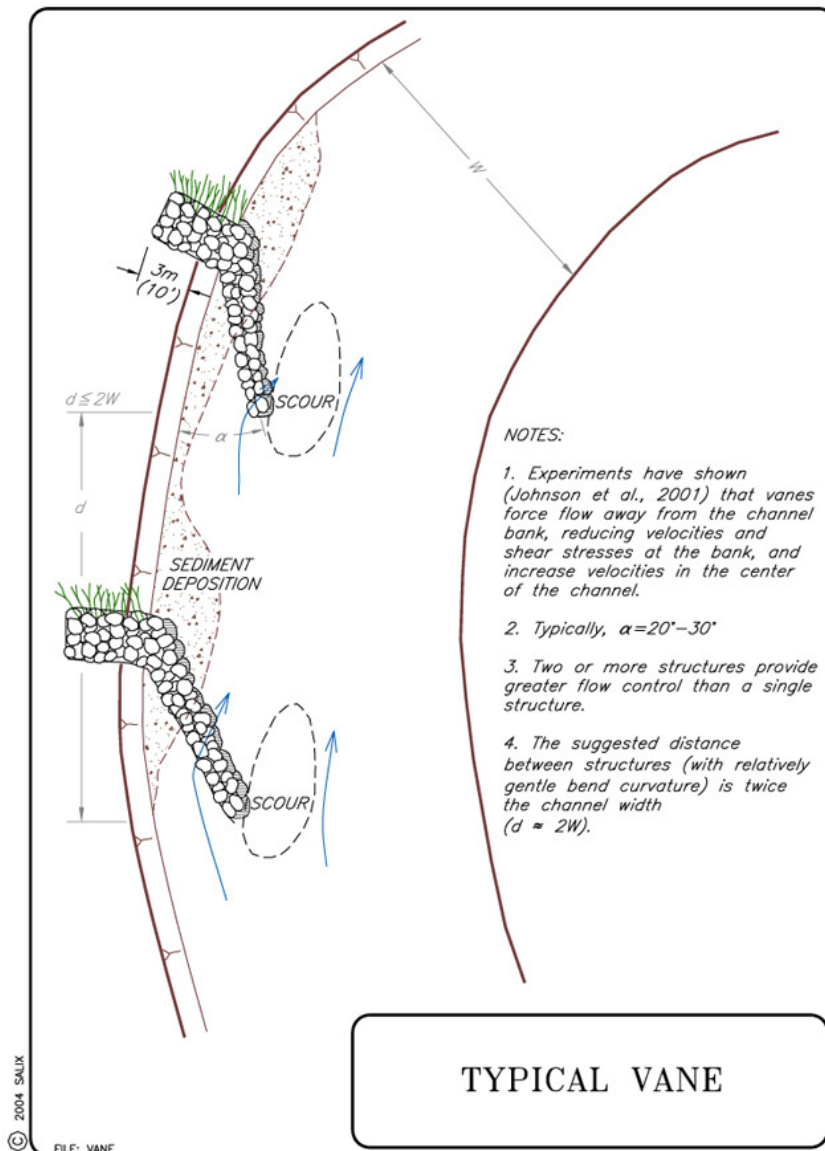 W
3m
(10')
d ≦ 2W
SCOUR
α
d
SEDIMENT
DEPOSITION
SCOUR
NOTES:
1. Experiments have shown
(Johnson et al., 2001) that vanes
force flow away from the channel
bank, reducing velocities and
shear stresses at the bank, and
increase velocities in the center
of the channel.
2. Typically, α=20°-30°
3. Two or more structures provide
greater flow control than a single
structure.
4. The suggested distance
between structures (with relatively
gentle bend curvature) is twice
the channel width
(d ≈ 2W).
TYPICAL VANE
© 2004 SALIX
FILE: VANE